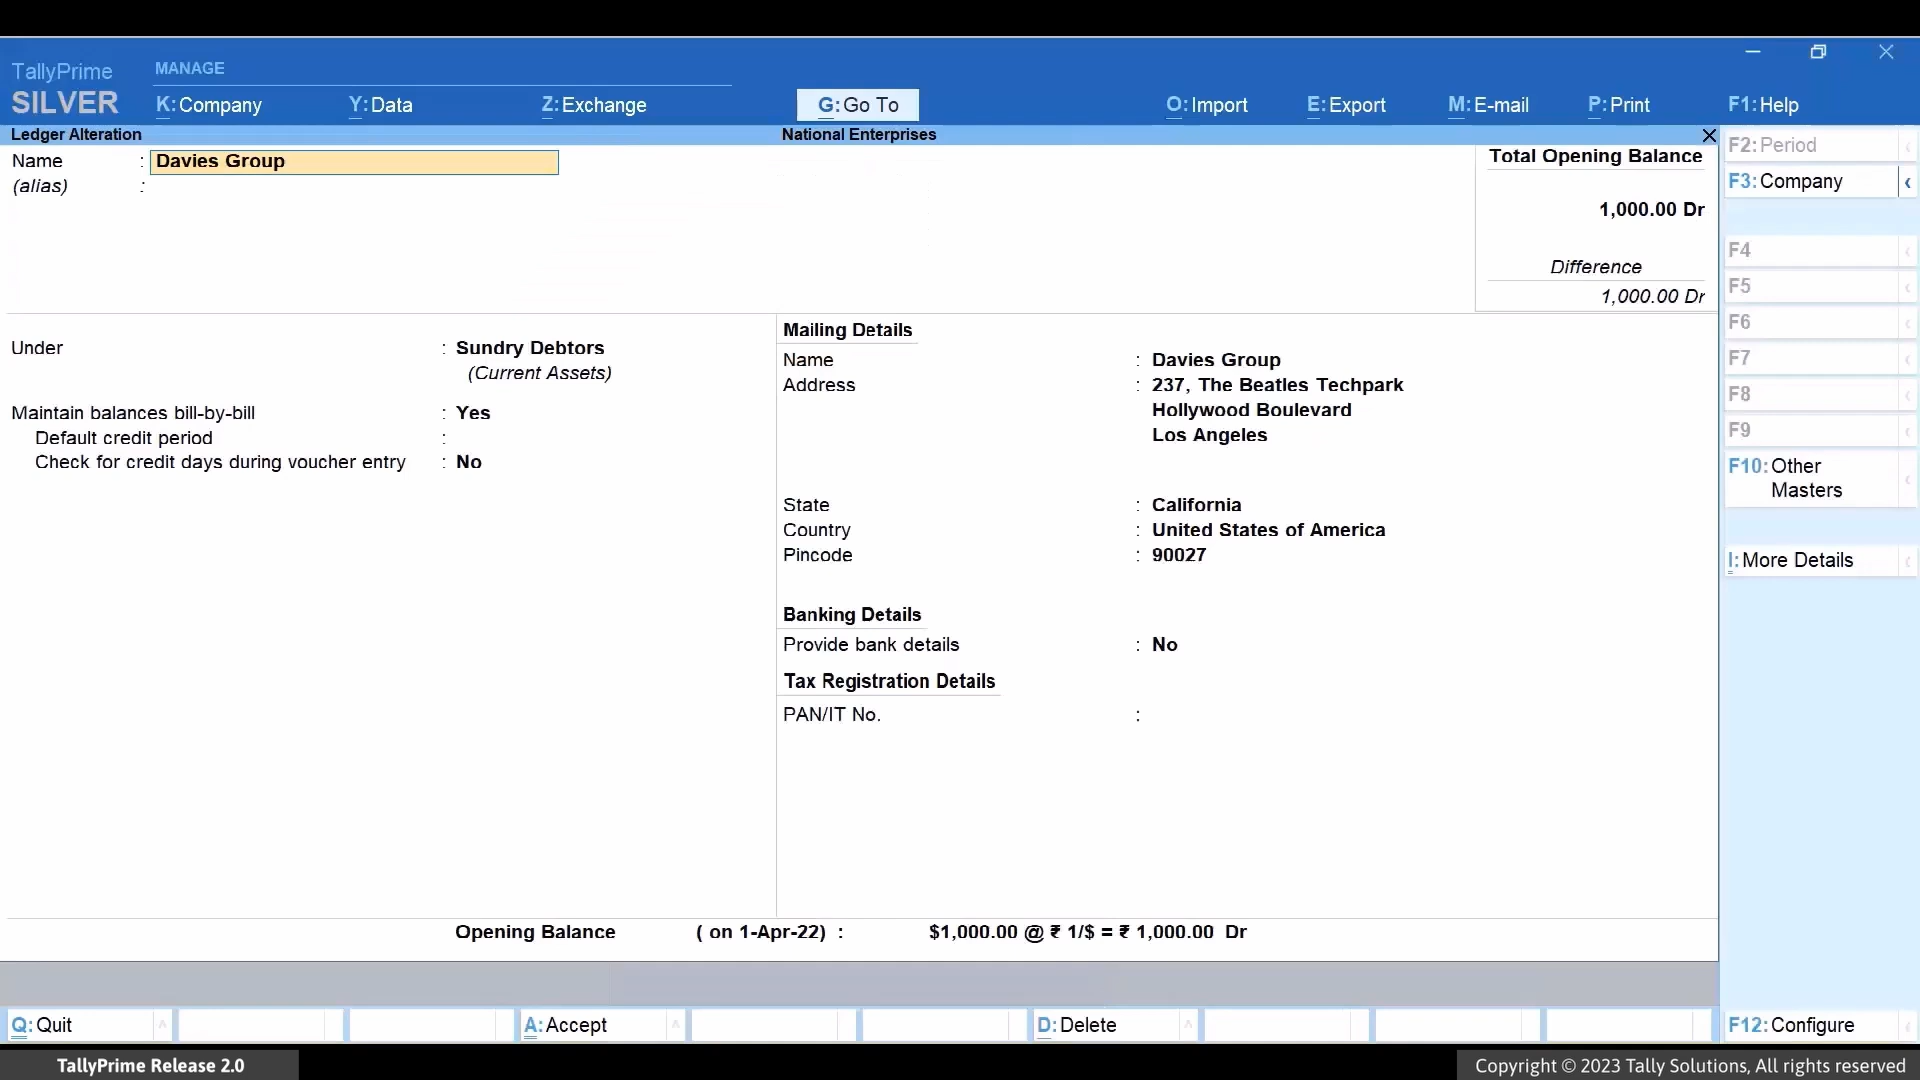 TallyPrime
SILVER
MANAGE
K: Company
Y: Data
Z: Exchange
G: Go To
O: Import
E: Export
M: E-mail
P: Print
F1: Help
Ledger Alteration
National Enterprises
Name : Davies Group
(alias) :
Total Opening Balance
1,000.00 Dr
Difference
1,000.00 Dr
Under : Sundry Debtors
(Current Assets)
Maintain balances bill-by-bill : Yes
Default credit period :
Check for credit days during voucher entry : No
Mailing Details
Name : Davies Group
Address : 237, The Beatles Techpark
Hollywood Boulevard
Los Angeles
State : California
Country : United States of America
Pincode : 90027
Banking Details
Provide bank details : No
Tax Registration Details
PAN/IT No. :
Opening Balance ( on 1-Apr-22) : $1,000.00 @ ₹ 1/$ = ₹ 1,000.00 Dr
F2: Period
F3: Company
F4
F5
F6
F7
F8
F9
F10: Other
Masters
I: More Details
F12: Configure
Q: Quit
A: Accept
D: Delete
TallyPrime Release 2.0
Copyright © 2023 Tally Solutions, All rights reserved